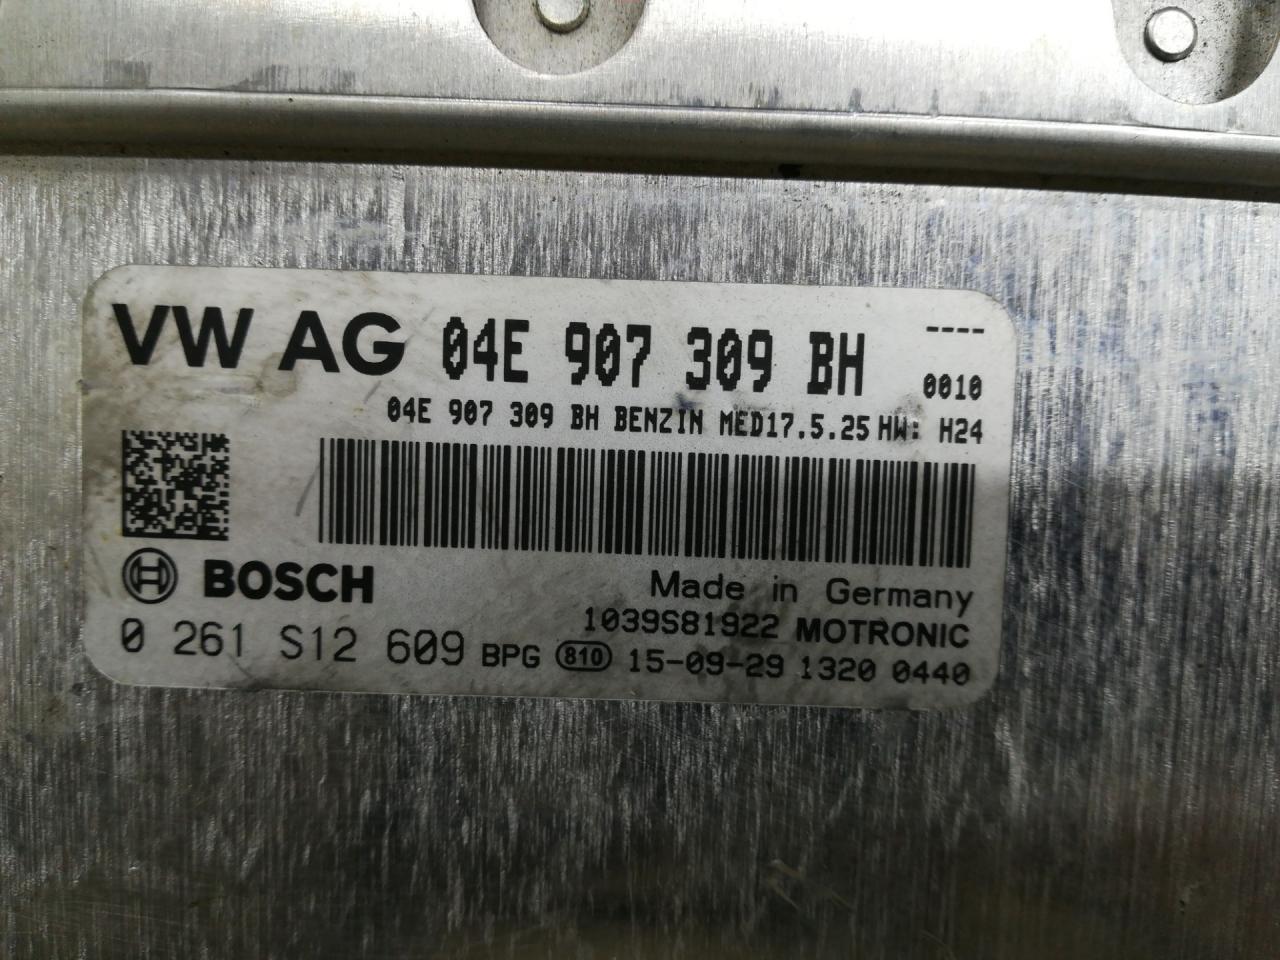 VW AG 04E 907 309 BH ----
0010
04E 907 309 BH BENZIN MED17.5.25 HW: H24
BOSCH
Made in Germany
1039S81922 MOTRONIC
0 261 S12 609 BPG 810 15-09-29 1320 0440